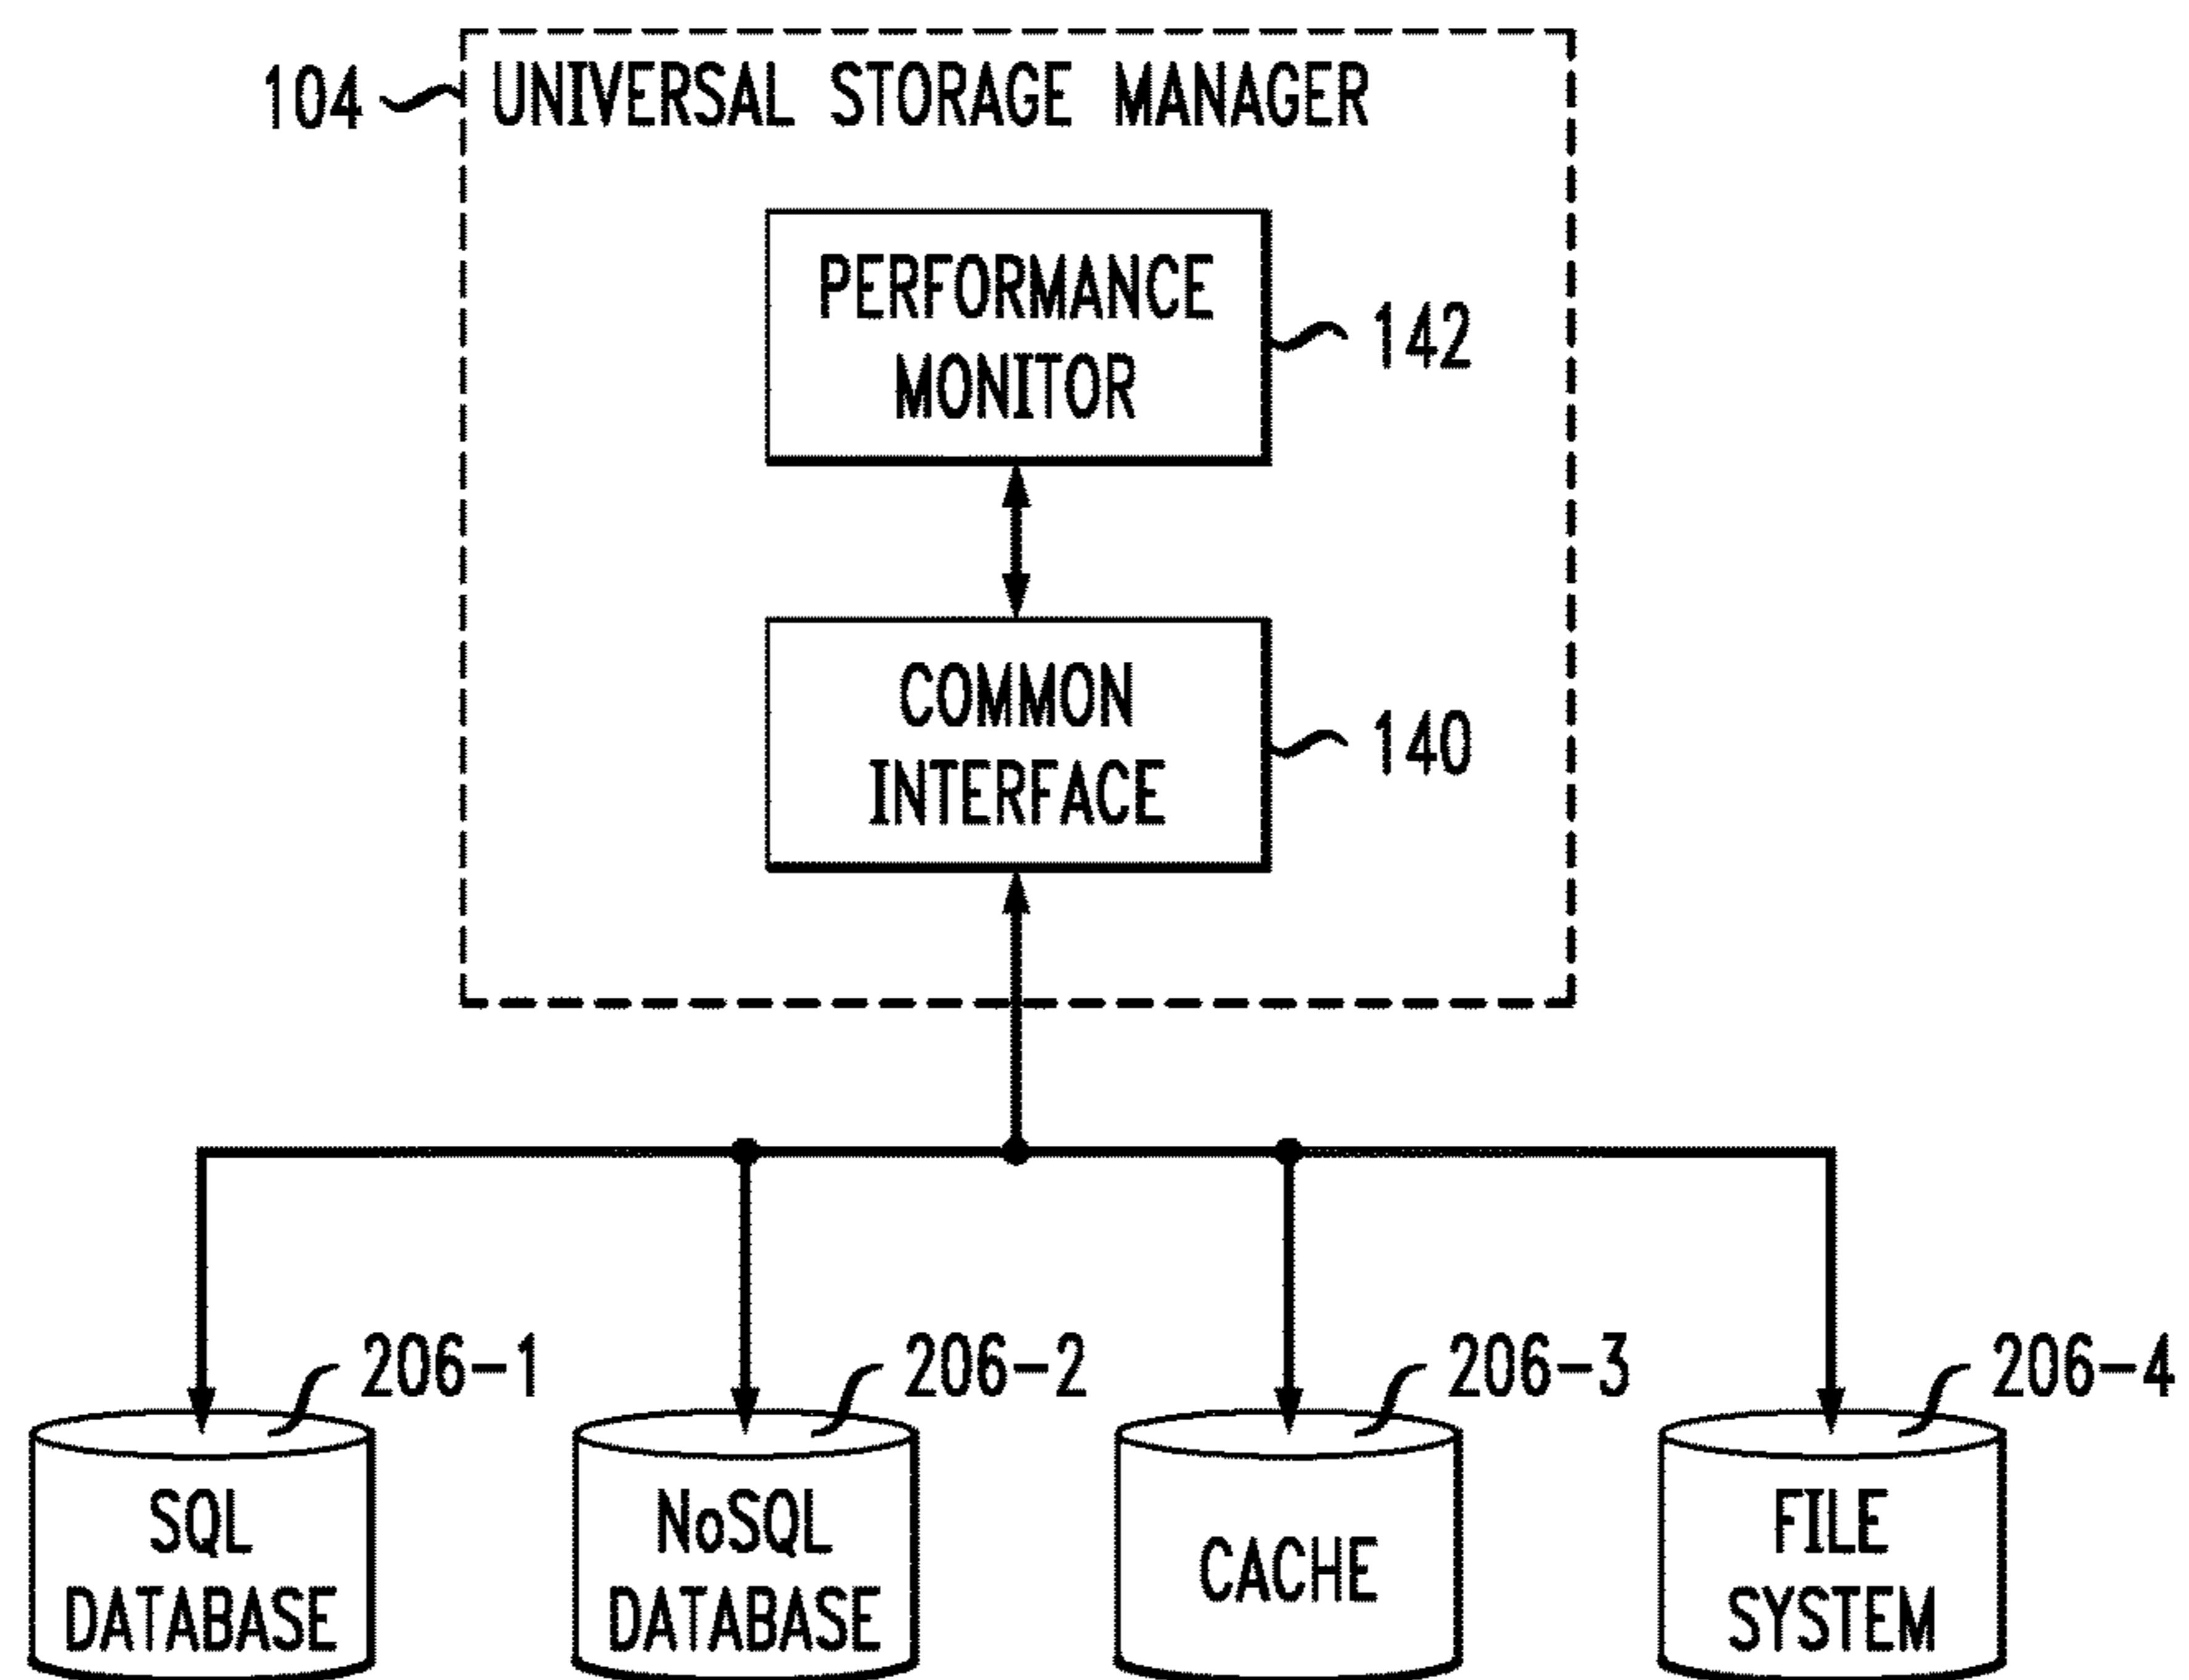 104 UNIVERSAL STORAGE MANAGER
PERFORMANCE
MONITOR
142
COMMON
INTERFACE
140
206-1
206-2
206-3
206-4
SQL
DATABASE
NoSQL
DATABASE
CACHE
FILE
SYSTEM